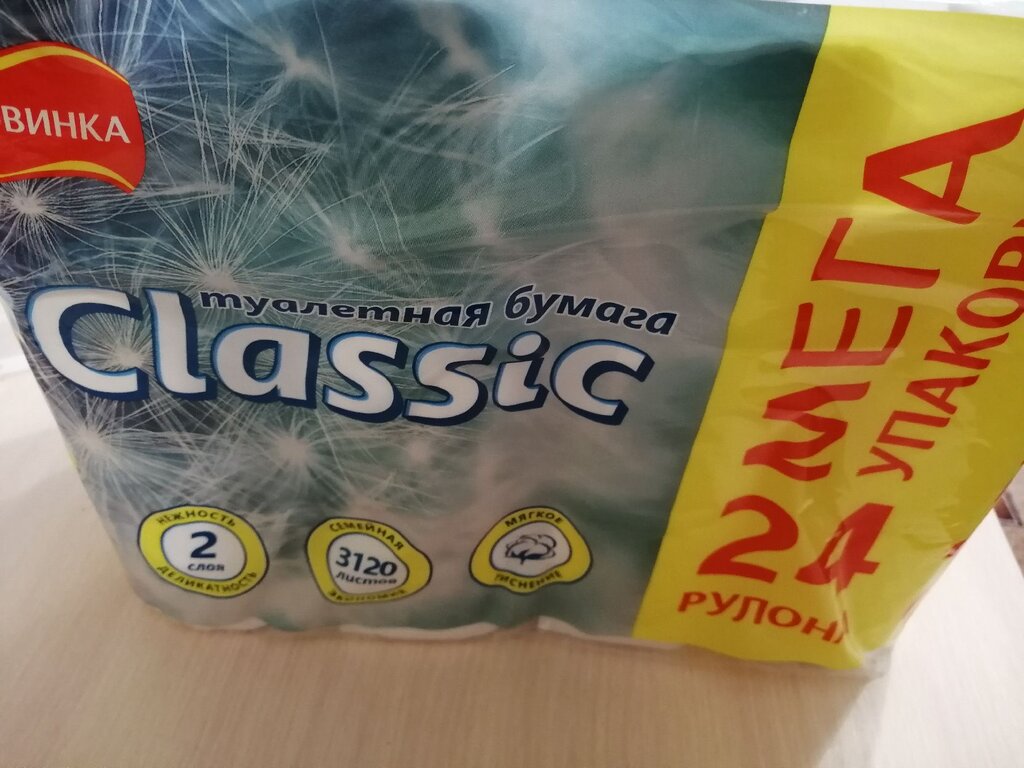 ВИНКА
туалетная бумага
Classic
НЕЖНОСТЬ
2
СЛОЯ
ДЕЛИКАТНОСТЬ
СЕМЕЙНАЯ
3120
листов
ЭКОНОМИЯ
МЯГКОЕ
ТИСНЕНИЕ
МЕГА
УПАКОВ
24
РУЛОНА